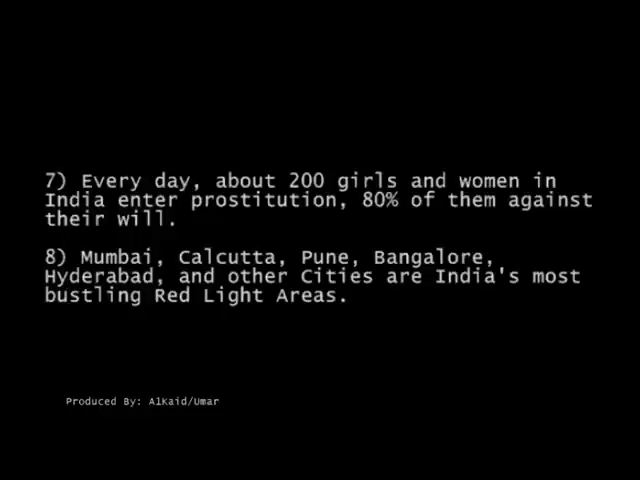 7) Every day, about 200 girls and women in
India enter prostitution, 80% of them against
their will.
8) Mumbai, Calcutta, Pune, Bangalore,
Hyderabad, and other Cities are India's most
bustling Red Light Areas.
Produced By: AlKaid/Umar